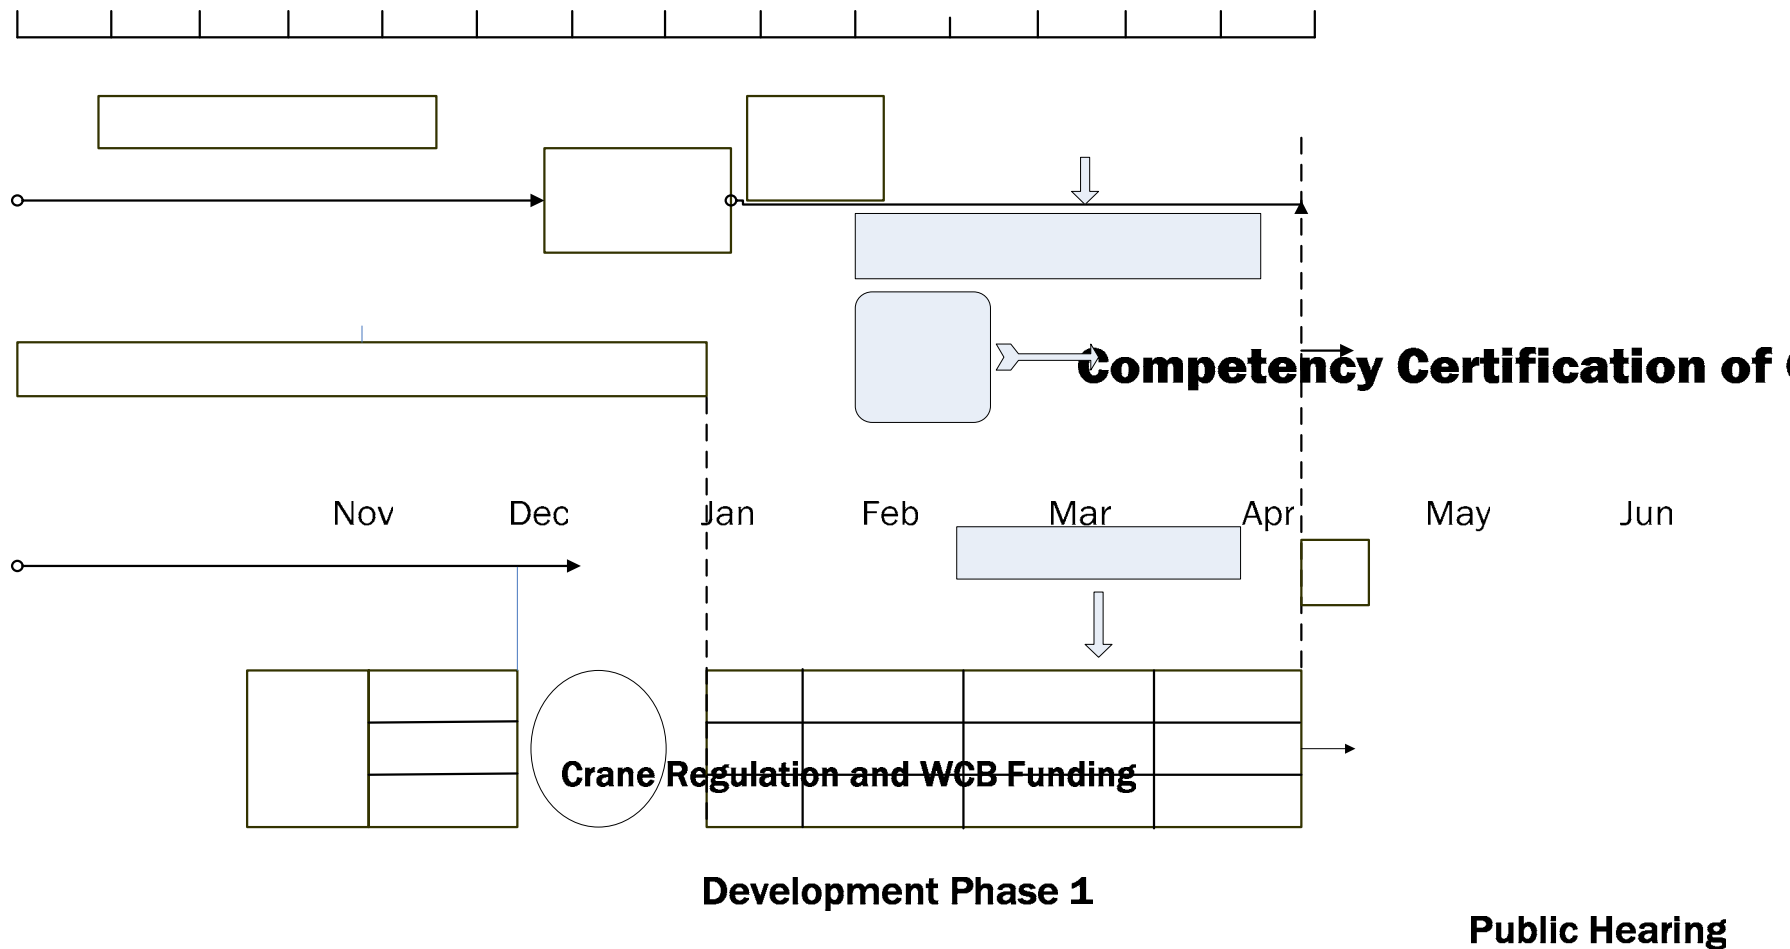 Competency Certification of
Nov Dec Jan Feb Mar Apr May Jun
Crane Regulation and WCB Funding
Development Phase 1
Public Hearing